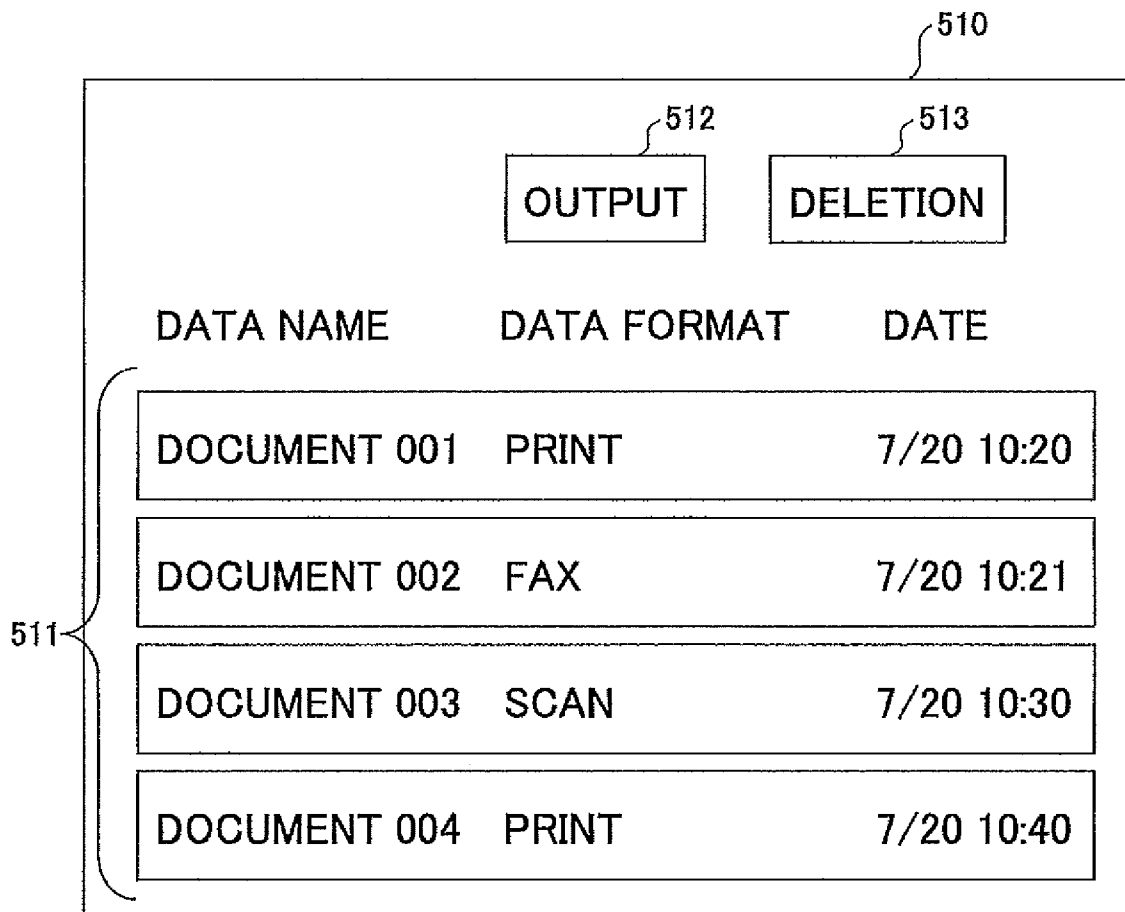 510
512 513
OUTPUT DELETION
DATA NAME DATA FORMAT DATE
DOCUMENT 001 PRINT 7/20 10:20
DOCUMENT 002 FAX 7/20 10:21
511
DOCUMENT 003 SCAN 7/20 10:30
DOCUMENT 004 PRINT 7/20 10:40